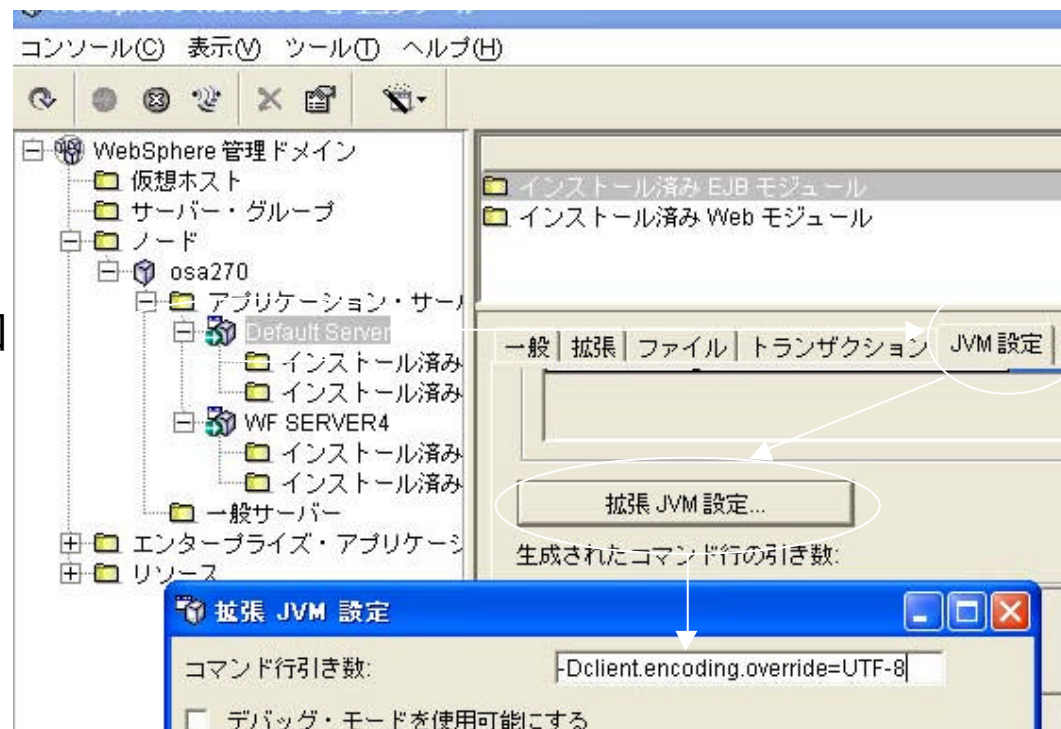 コンソール(C) 表示(V) ツール(T) ヘルプ(H)
WebSphere 管理ドメイン
仮想ホスト
サーバー・グループ
ノード
osa270
アプリケーション・サー
Default Server
インストール済み
インストール済み
WF SERVER4
インストール済み
インストール済み
一般サーバー
エンタープライズ・アプリケーシ
リソース
インストール済み EJB モジュール
インストール済み Web モジュール
一般 拡張 ファイル トランザクション JVM 設定
拡張 JVM 設定...
生成されたコマンド行の引き数:
拡張 JVM 設定
コマンド行引き数: -Dclient.encoding.override=UTF-8
デバッグ・モードを使用可能にする